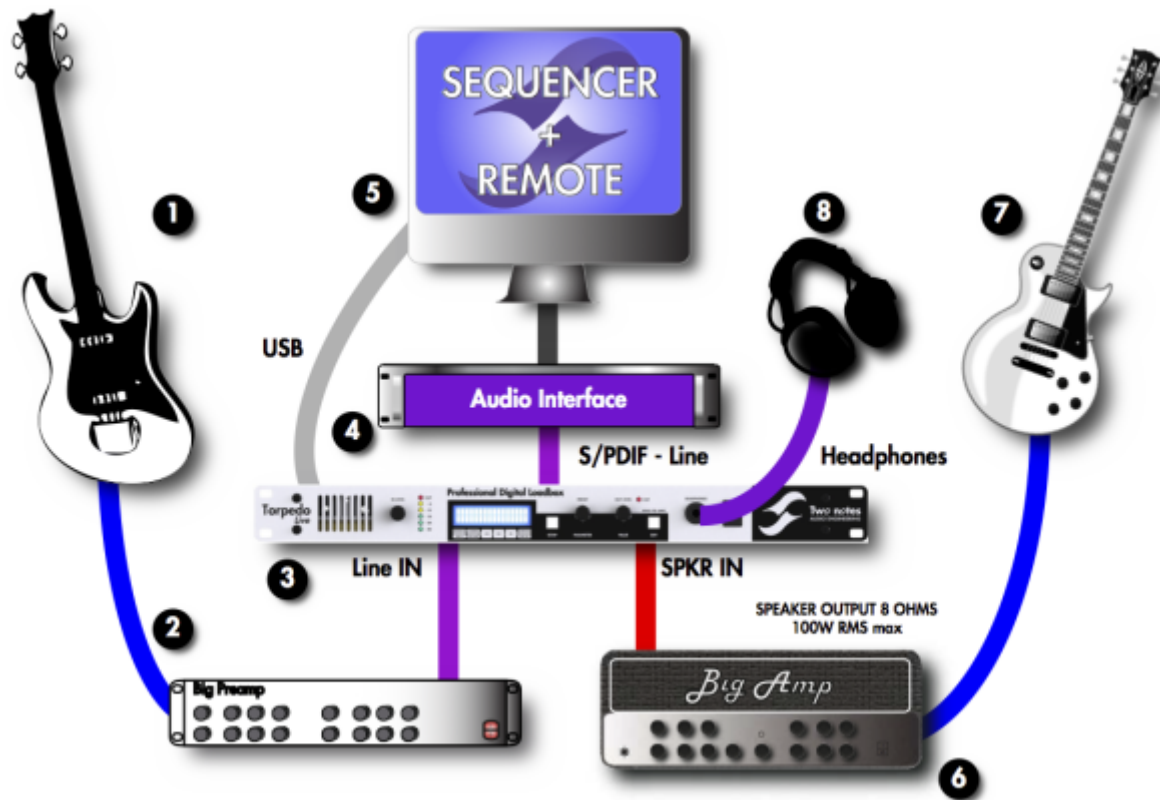 SEQUENCER
+
REMOTE
1
5
8
7
USB
Audio Interface
4
S/PDIF - Line
Headphones
Professional Digital Loadbox
Torpedo
Live
Two notes
AUDIO ENGINEERING
3
Line IN
SPKR IN
2
SPEAKER OUTPUT 8 OHMS
100W RMS max
Big Preamp
Big Amp
6